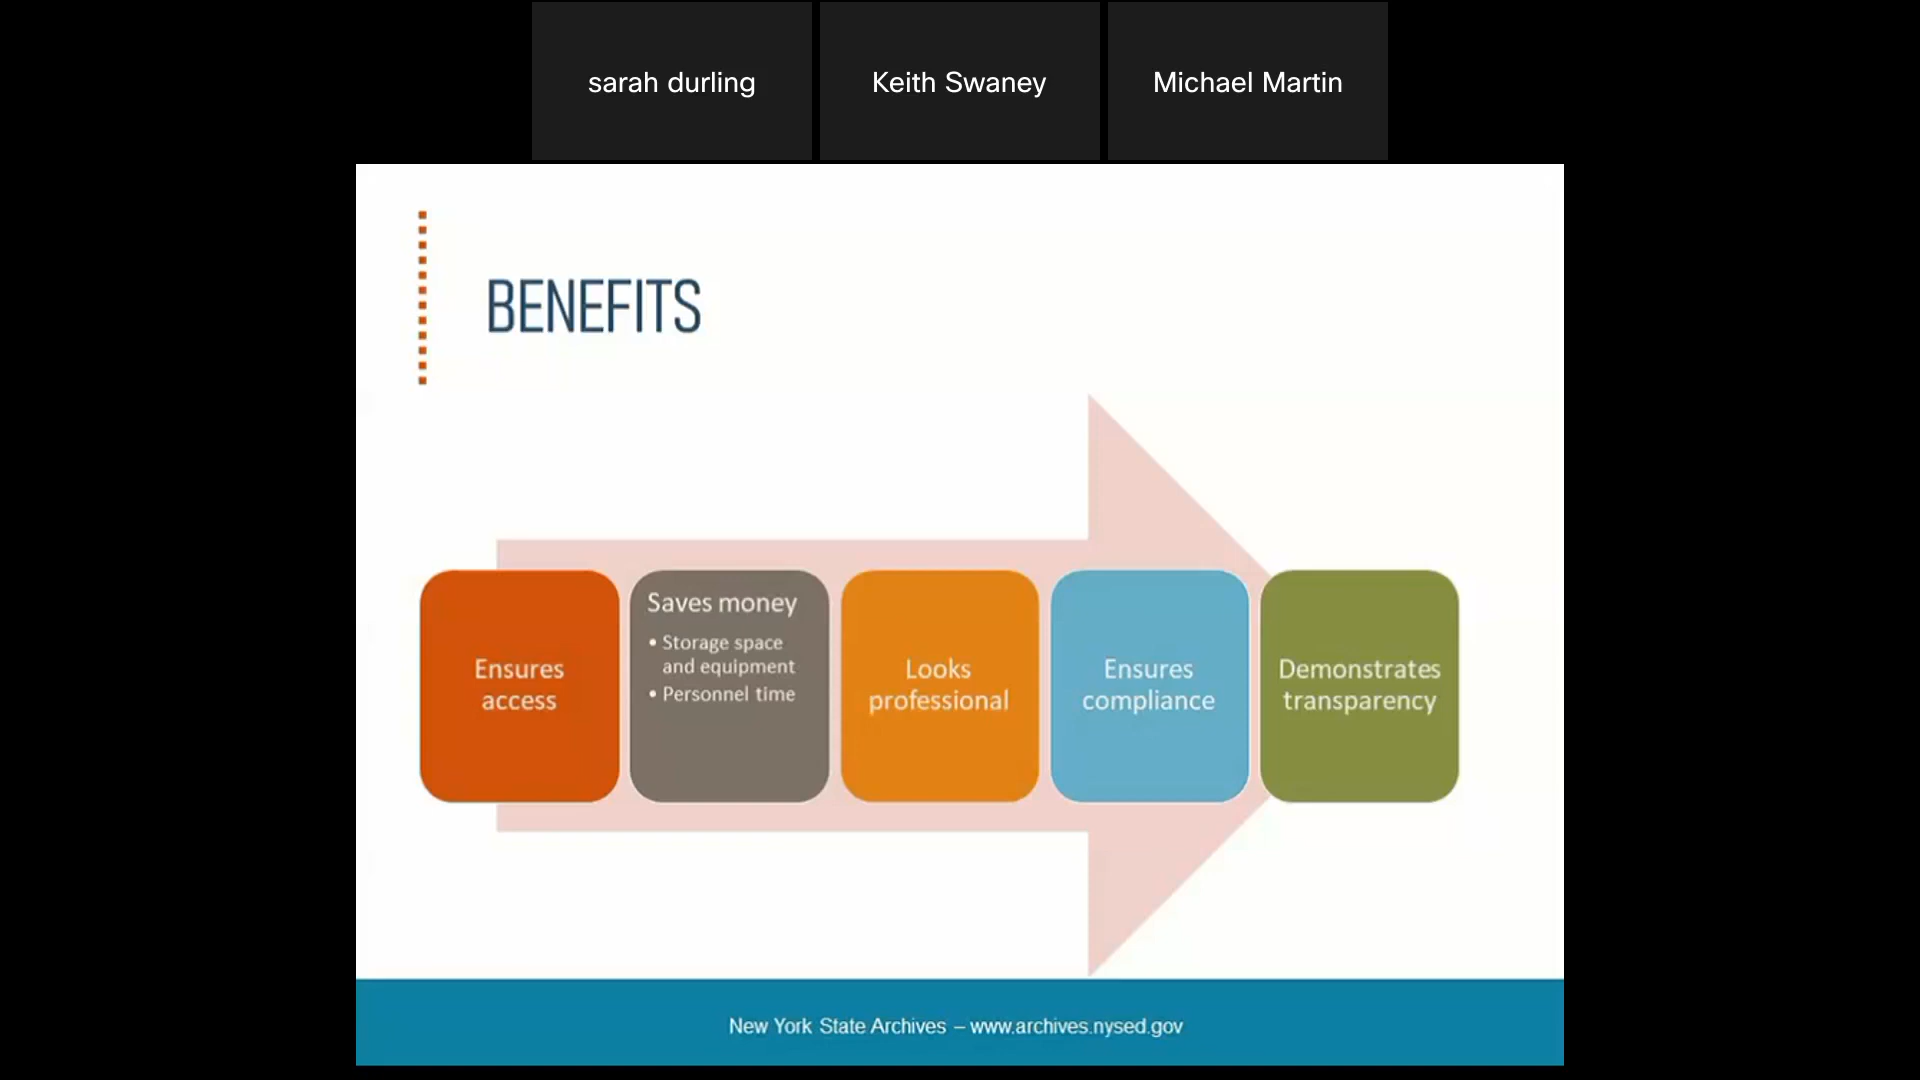 sarah durling
Keith Swaney
Michael Martin
BENEFITS
Ensures
access
Saves money
• Storage space
and equipment
• Personnel time
Looks
professional
Ensures
compliance
Demonstrates
transparency
New York State Archives – www.archives.nysed.gov